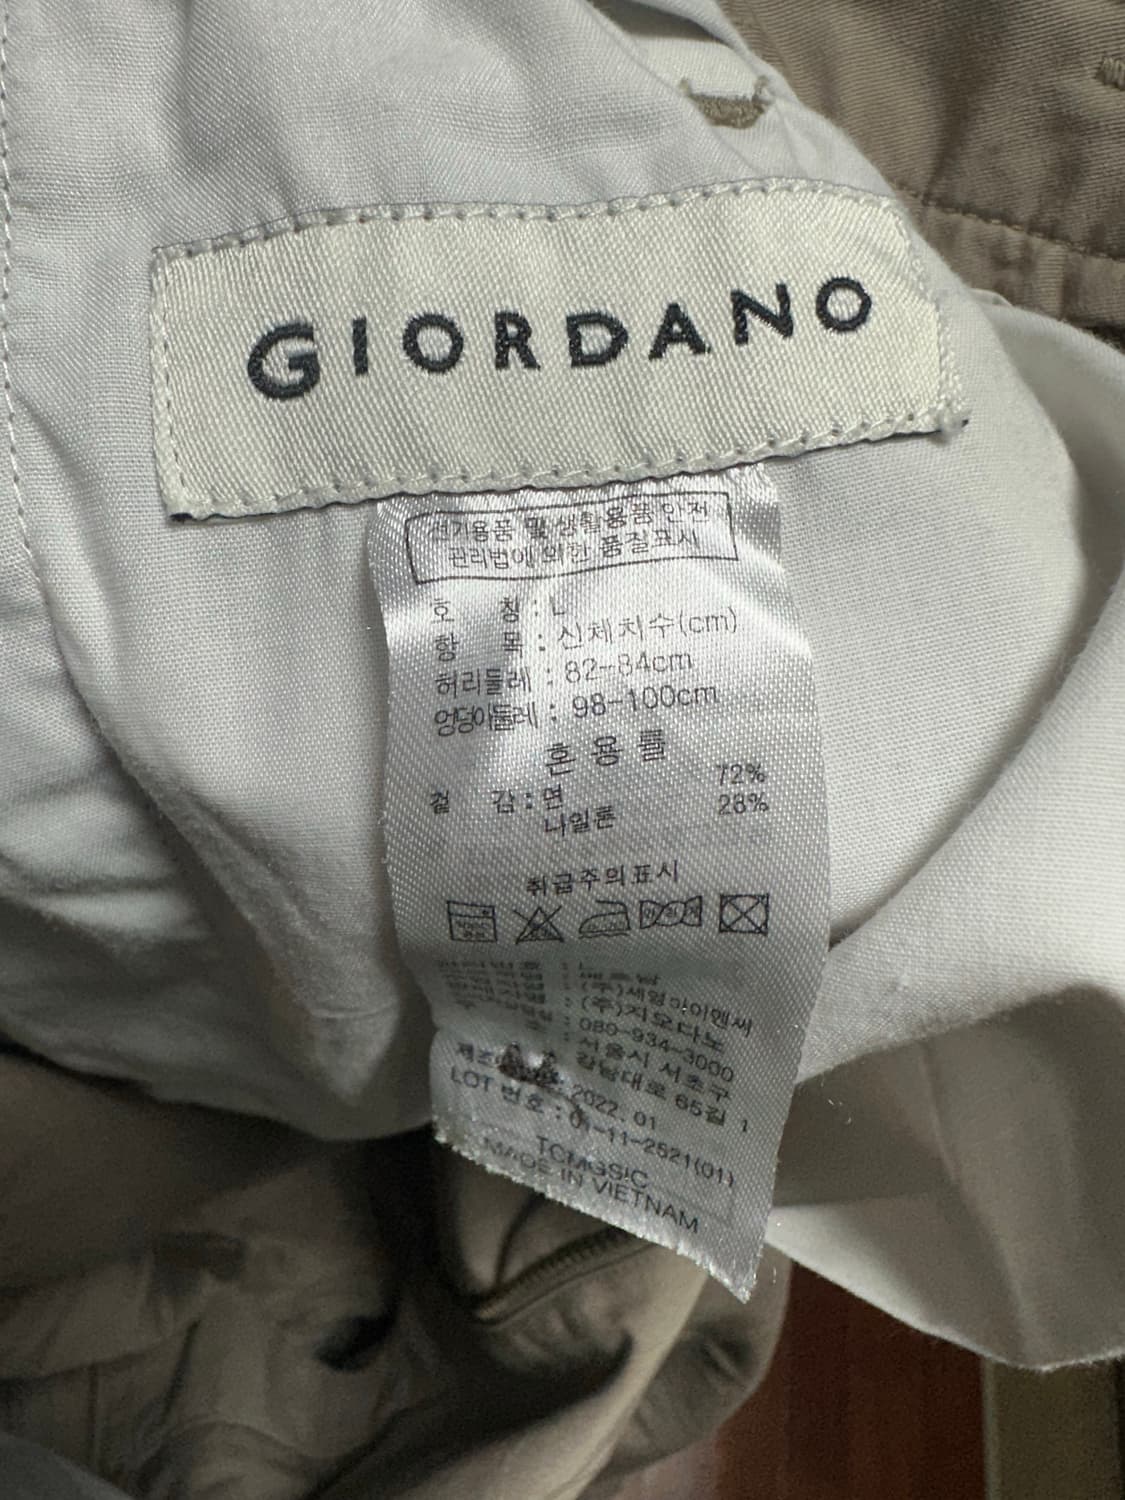 GIORDANO
전기용품 및 생활용품 안전
관리법에 의한 품질표시
호 칭 : L
항 목 : 신체치수(cm)
허리둘레 : 82-84cm
엉덩이둘레 : 98-100cm
혼 용 률
겉 감 : 면 72%
나일론 28%
취급주의표시
(주)세영마이앤씨
(주)지오다노
080-934-3000
서울시 서초구
강남대로 65길 1
2022. 01
LOT 번호 : 01-11-2521(01)
MADE IN VIETNAM